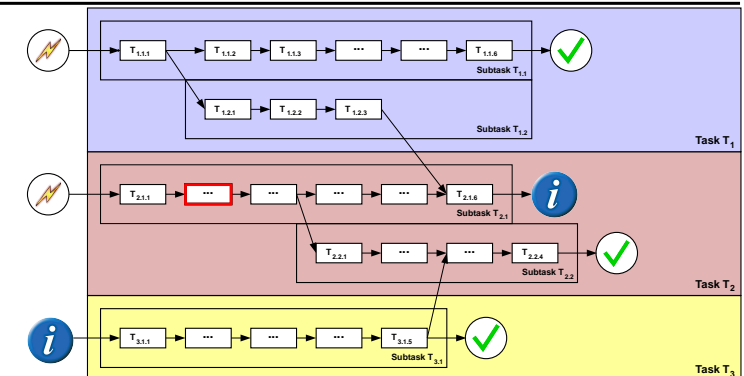 T1.1.1 T1.1.2 T1.1.3 ... ... T1.1.6
Subtask T1.1
T1.2.1 T1.2.2 T1.2.3
Subtask T1.2
Task T1
T2.1.1 ... ... ... ... T2.1.6 i
Subtask T2.1
T2.2.1 ... ... T2.2.4
Subtask T2.2
Task T2
i T3.1.1 ... ... ... T3.1.5
Subtask T3.1
Task T3